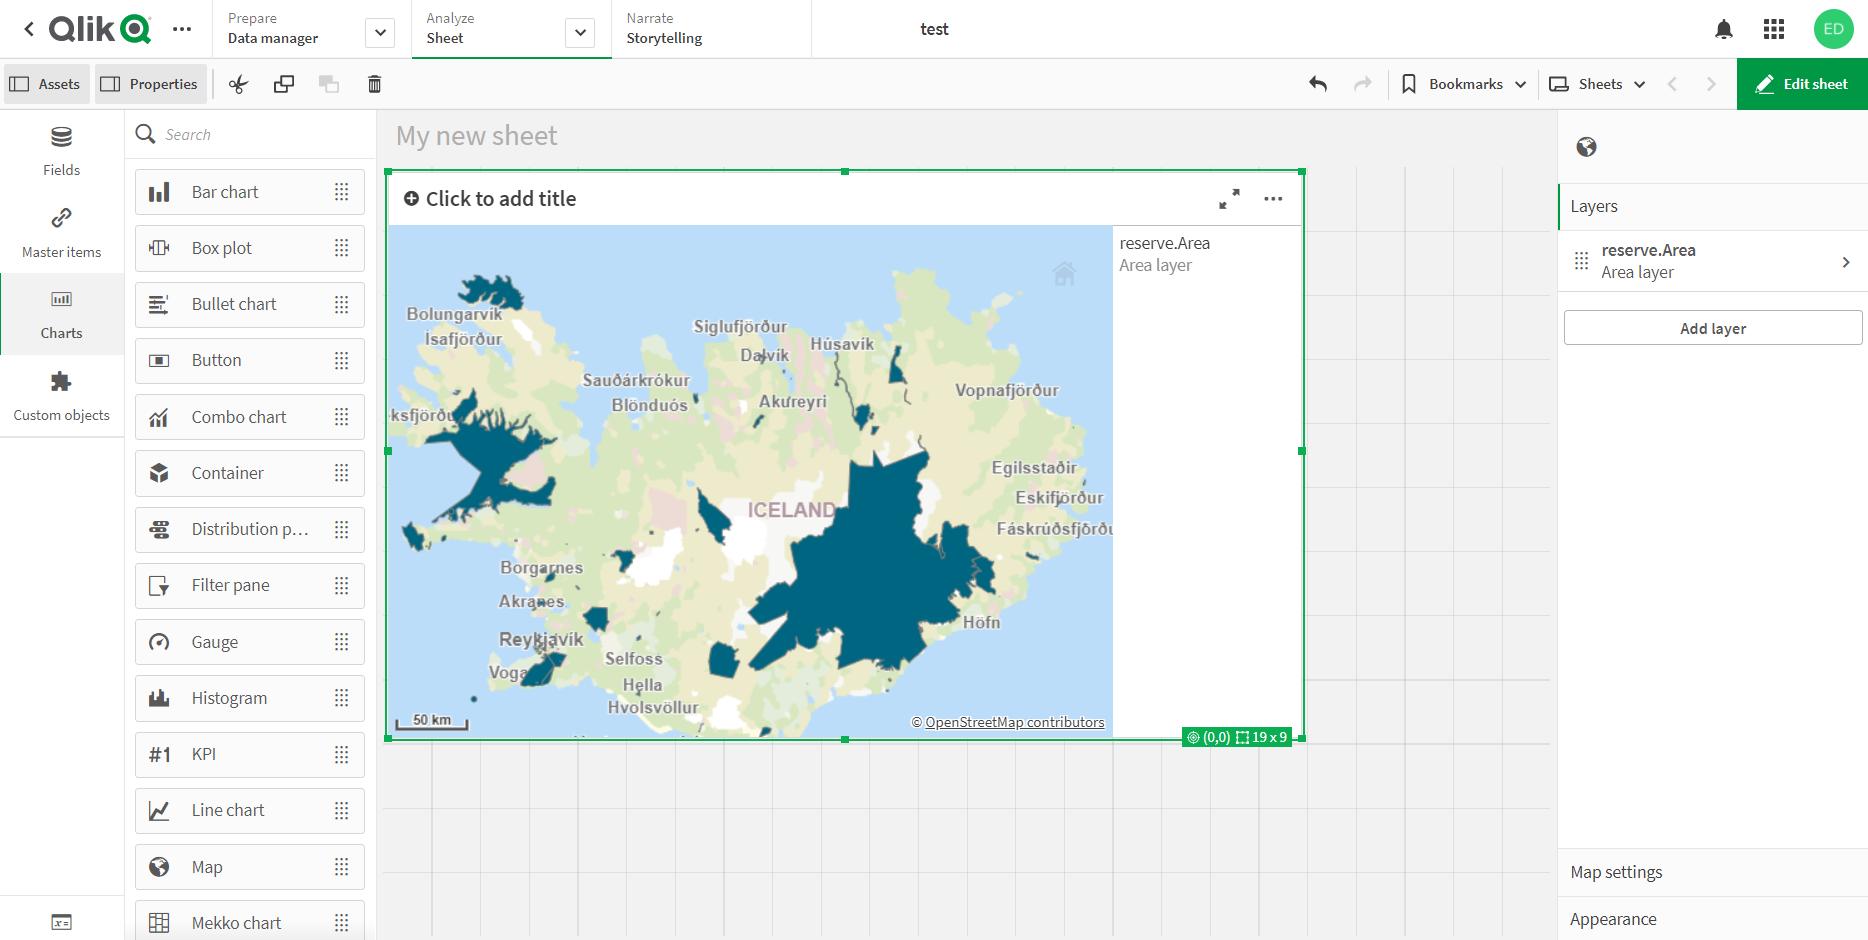 Qlik
Prepare
Data manager
Analyze
Sheet
Narrate
Storytelling
test
ED
Assets
Properties
Bookmarks
Sheets
Edit sheet
Fields
Master items
Charts
Custom objects
Search
Bar chart
Box plot
Bullet chart
Button
Combo chart
Container
Distribution p...
Filter pane
Gauge
Histogram
#1 KPI
Line chart
Map
Mekko chart
x=
My new sheet
Click to add title
reserve.Area
Area layer
Bolungarvík
Ísafjörður
Siglufjörður
Dalvík
Húsavík
Sauðárkrókur
Blönduós
Akureyri
Vopnafjörður
ksfjörðu
Egilsstaðir
Eskifjörður
ICELAND
Fáskrúðsfjörðu
Borgarnes
Akranes
Reykjavík
Höfn
Selfoss
Voga
Hella
Hvolsvöllur
50 km
© OpenStreetMap contributors
(0,0) 19 x 9
Layers
reserve.Area
Area layer
Add layer
Map settings
Appearance